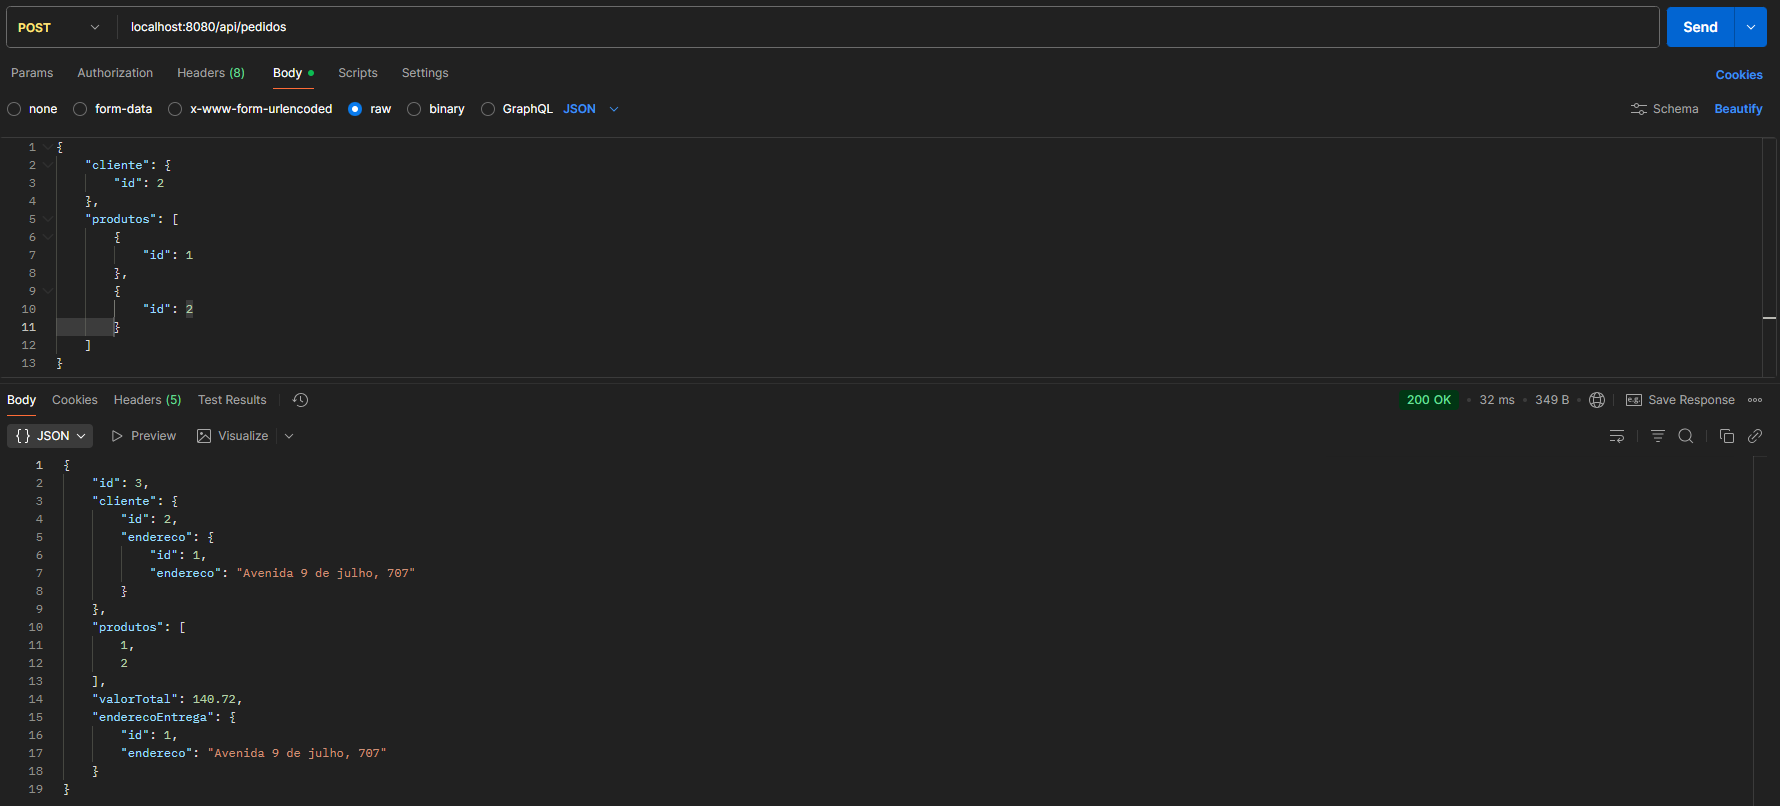 POST localhost:8080/api/pedidos Send
Params Authorization Headers (8) Body Scripts Settings Cookies
none form-data x-www-form-urlencoded raw binary GraphQL JSON Schema Beautify
1 {
2 "cliente": {
3 "id": 2
4 },
5 "produtos": [
6 {
7 "id": 1
8 },
9 {
10 "id": 2
11 }
12 ]
13 }
Body Cookies Headers (5) Test Results 200 OK 32 ms 349 B e.g. Save Response
{} JSON Preview Visualize
1 {
2 "id": 3,
3 "cliente": {
4 "id": 2,
5 "endereco": {
6 "id": 1,
7 "endereco": "Avenida 9 de julho, 707"
8 }
9 },
10 "produtos": [
11 1,
12 2
13 ],
14 "valorTotal": 140.72,
15 "enderecoEntrega": {
16 "id": 1,
17 "endereco": "Avenida 9 de julho, 707"
18 }
19 }